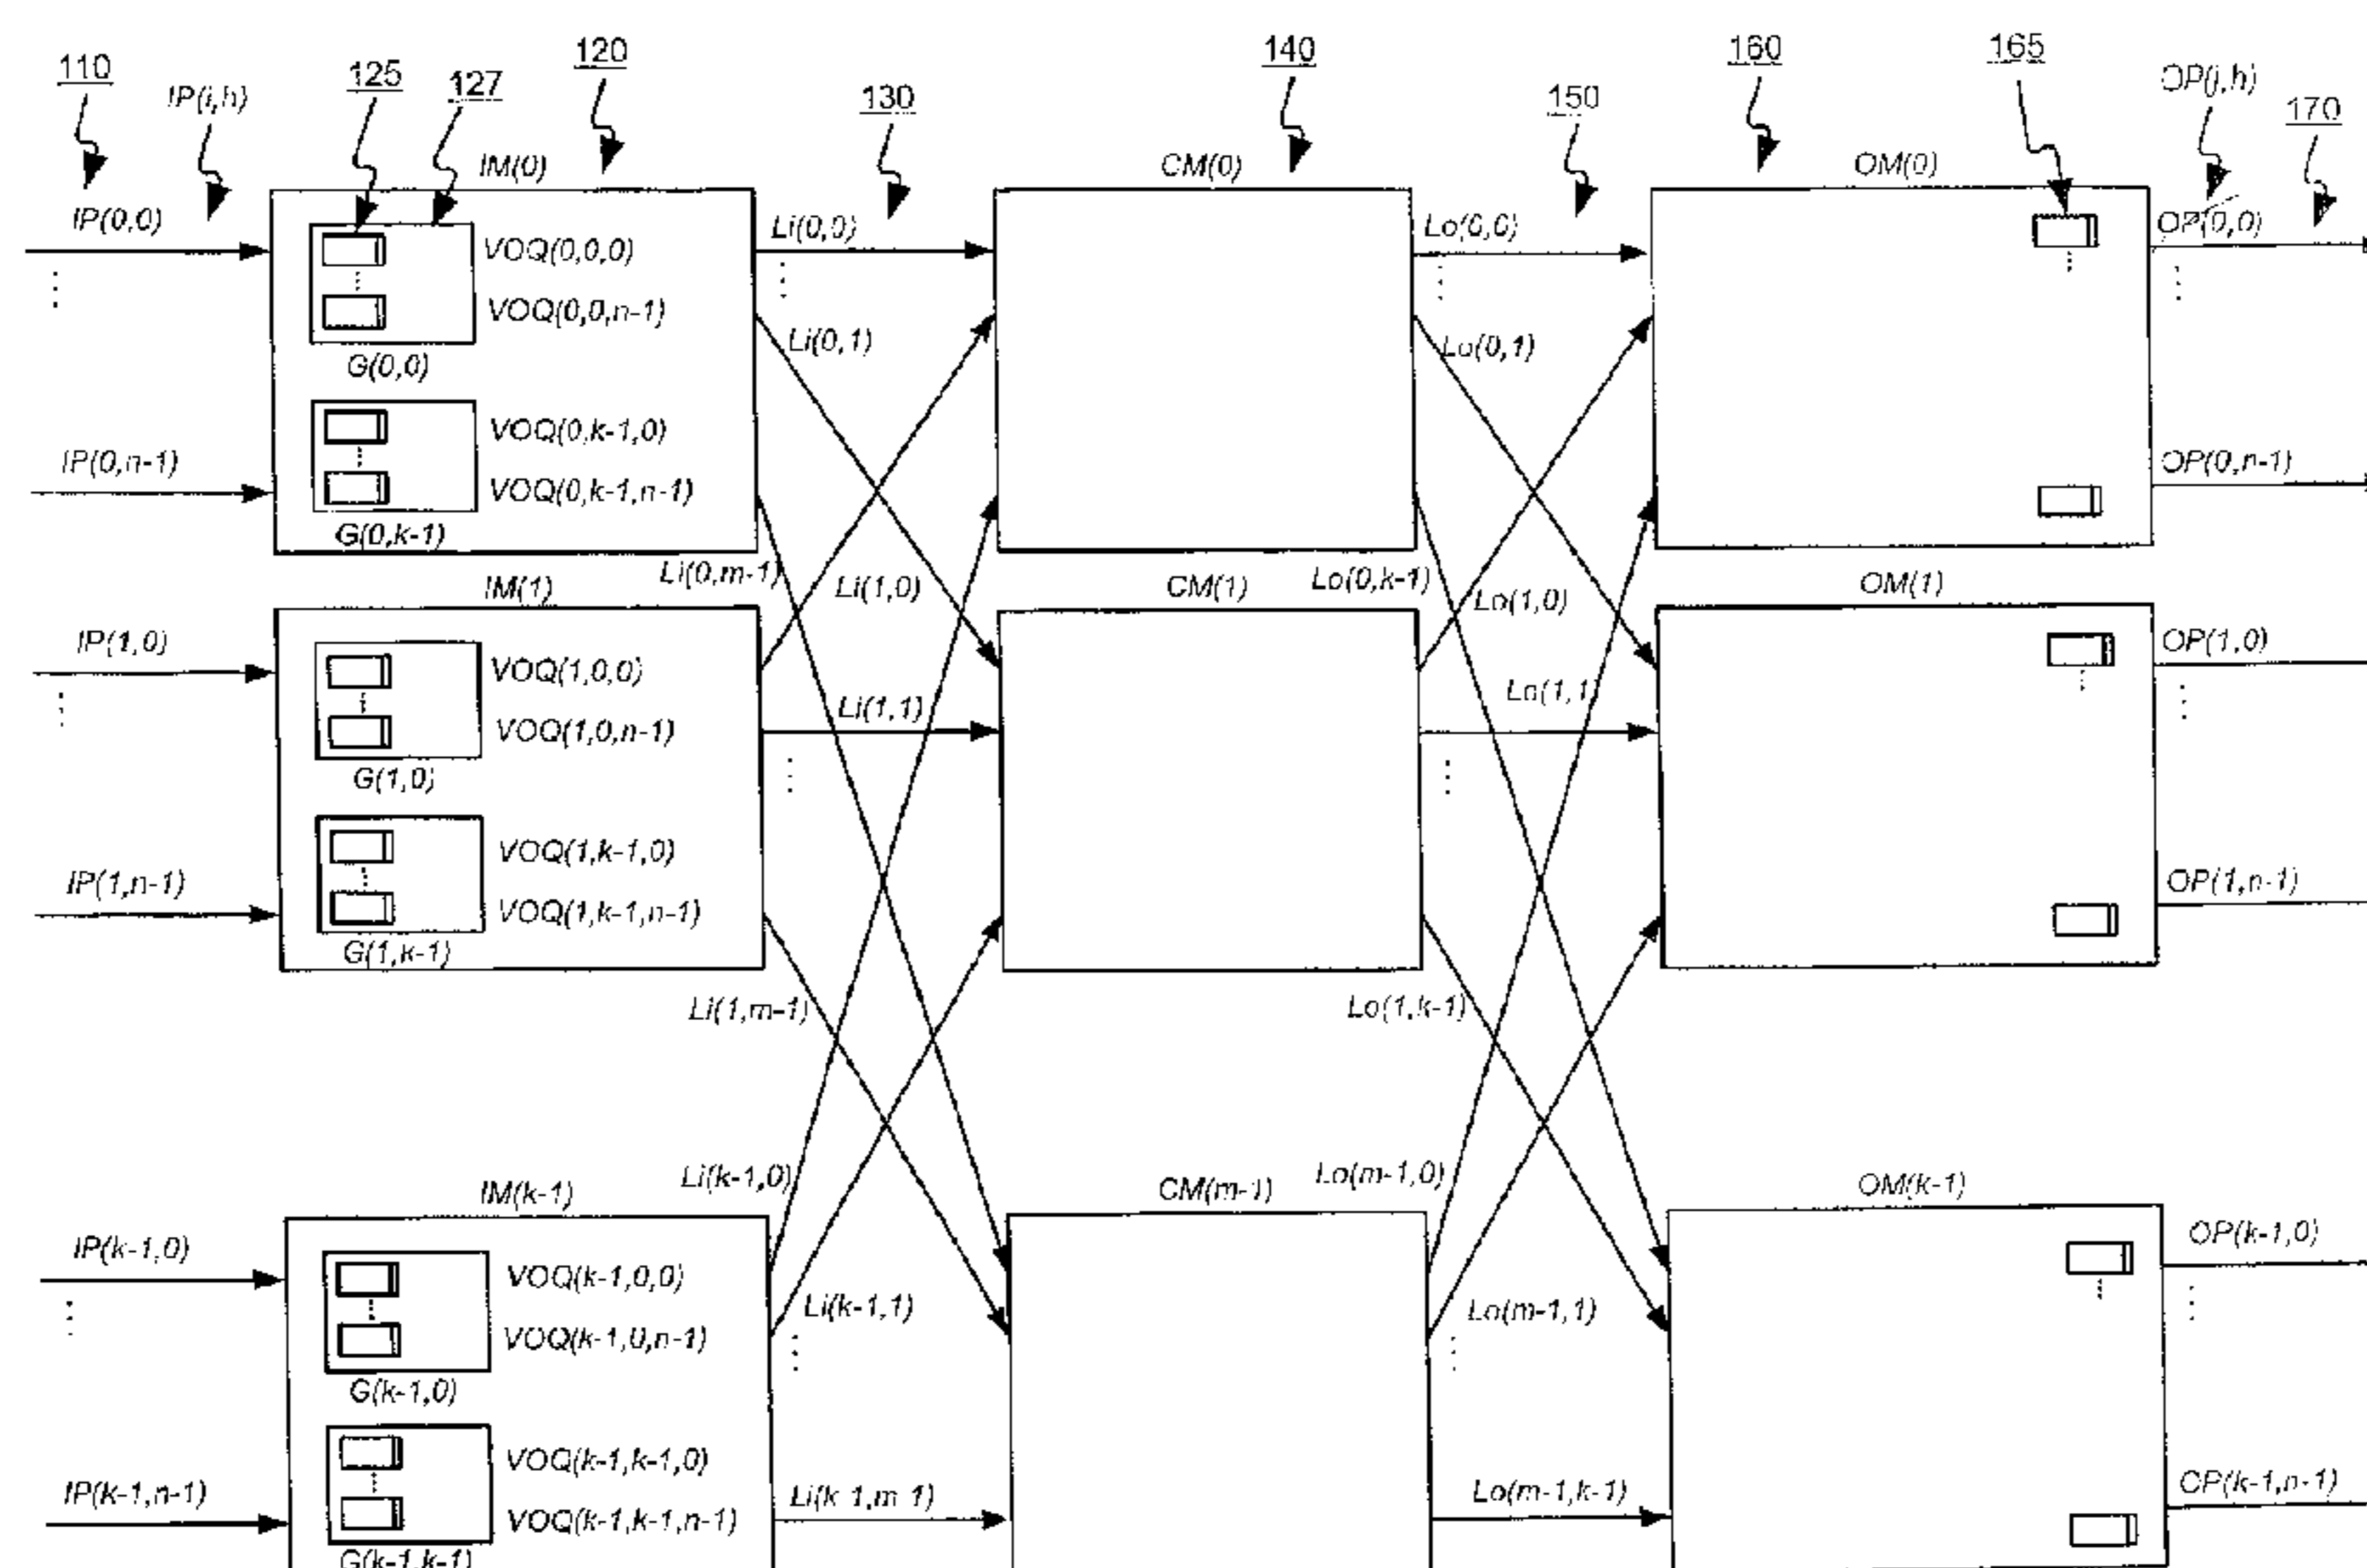 110
IP(i,h)
125
127
120
130
140
150
160
165
OP(j,h)
170
IM(0)
CM(0)
OM(0)
IP(0,0)
VOQ(0,0,0)
VOQ(0,0,n-1)
G(0,0)
Li(0,0)
Li(0,1)
Lo(0,0)
Lo(0,1)
OP(0,0)
IP(0,n-1)
VOQ(0,k-1,0)
VOQ(0,k-1,n-1)
G(0,k-1)
OP(0,n-1)
Li(0,m-1)
Li(1,0)
Lo(0,k-1)
Lo(1,0)
IM(1)
CM(1)
OM(1)
IP(1,0)
VOQ(1,0,0)
VOQ(1,0,n-1)
G(1,0)
Li(1,1)
Lo(1,1)
OP(1,0)
IP(1,n-1)
VOQ(1,k-1,0)
VOQ(1,k-1,n-1)
G(1,k-1)
OP(1,n-1)
Li(1,m-1)
Lo(1,k-1)
Li(k-1,0)
Lo(m-1,0)
IM(k-1)
CM(m-1)
OM(k-1)
IP(k-1,0)
VOQ(k-1,0,0)
VOQ(k-1,0,n-1)
G(k-1,0)
Li(k-1,1)
Lo(m-1,1)
OP(k-1,0)
IP(k-1,n-1)
VOQ(k-1,k-1,0)
VOQ(k-1,k-1,n-1)
G(k-1,k-1)
Li(k-1,m-1)
Lo(m-1,k-1)
OP(k-1,n-1)